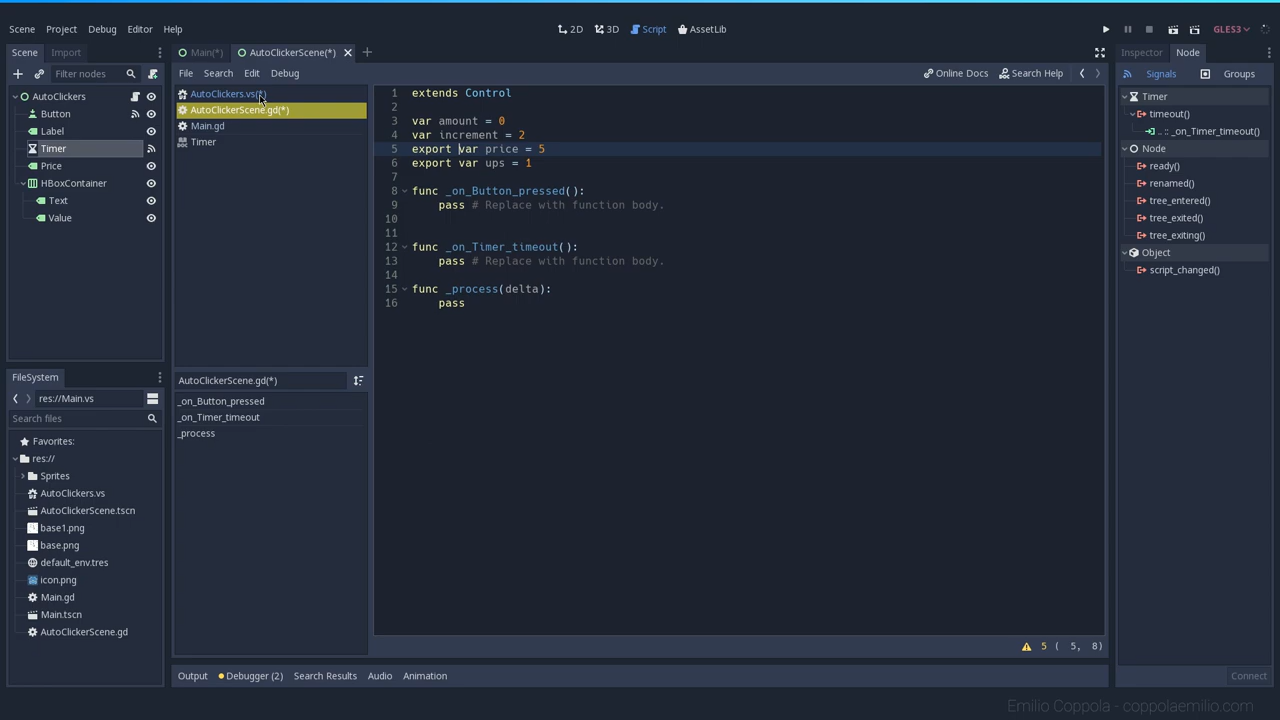 Scene Project Debug Editor Help
2D 3D Script AssetLib
GLES3
Scene Import
Main(*) AutoClickerScene(*)
Inspector Node
Filter nodes
File Search Edit Debug
Online Docs Search Help
Signals Groups
AutoClickers
Button
Label
Timer
Price
HBoxContainer
Text
Value
AutoClickers.vs(*)
AutoClickerScene.gd(*)
Main.gd
Timer
1 extends Control
2
3 var amount = 0
4 var increment = 2
5 export var price = 5
6 export var ups = 1
7
8 func _on_Button_pressed():
9 pass # Replace with function body.
10
11
12 func _on_Timer_timeout():
13 pass # Replace with function body.
14
15 func _process(delta):
16 pass
Timer
timeout()
.. :: _on_Timer_timeout()
Node
ready()
renamed()
tree_entered()
tree_exited()
tree_exiting()
Object
script_changed()
FileSystem
res://Main.vs
Search files
Favorites:
res://
Sprites
AutoClickers.vs
AutoClickerScene.tscn
base1.png
base.png
default_env.tres
icon.png
Main.gd
Main.tscn
AutoClickerScene.gd
AutoClickerScene.gd(*)
_on_Button_pressed
_on_Timer_timeout
_process
5 ( 5, 8)
Output Debugger (2) Search Results Audio Animation
Connect
Emilio Coppola - coppolaemilio.com